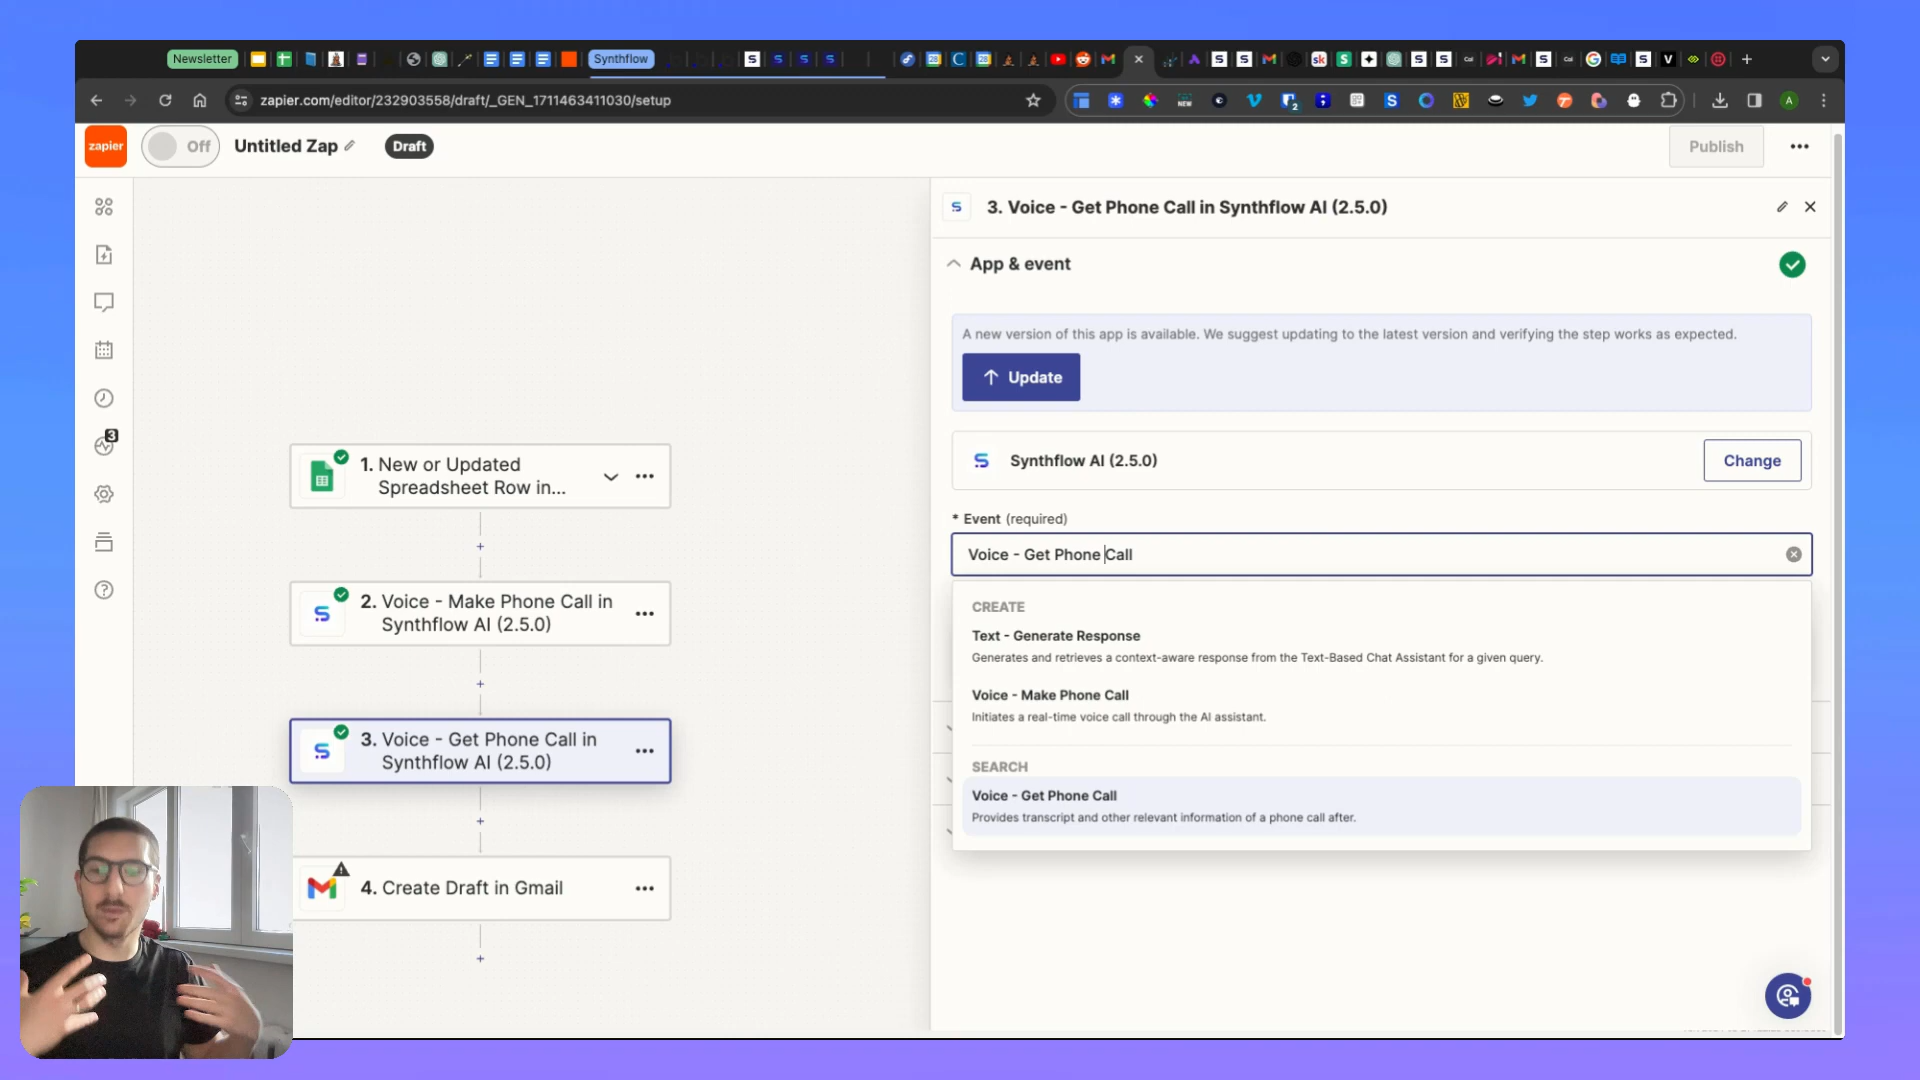 Newsletter
Synthflow
zapier.com/editor/232903558/draft/_GEN_1711463411030/setup
zapier
Off
Untitled Zap
Draft
Publish
3. Voice - Get Phone Call in Synthflow AI (2.5.0)
App & event
A new version of this app is available. We suggest updating to the latest version and verifying the step works as expected.
Update
Synthflow AI (2.5.0)
Change
* Event (required)
Voice - Get Phone Call
CREATE
Text - Generate Response
Generates and retrieves a context-aware response from the Text-Based Chat Assistant for a given query.
Voice - Make Phone Call
Initiates a real-time voice call through the AI assistant.
SEARCH
Voice - Get Phone Call
Provides transcript and other relevant information of a phone call after.
3
1. New or Updated
Spreadsheet Row in...
2. Voice - Make Phone Call in
Synthflow AI (2.5.0)
3. Voice - Get Phone Call in
Synthflow AI (2.5.0)
4. Create Draft in Gmail